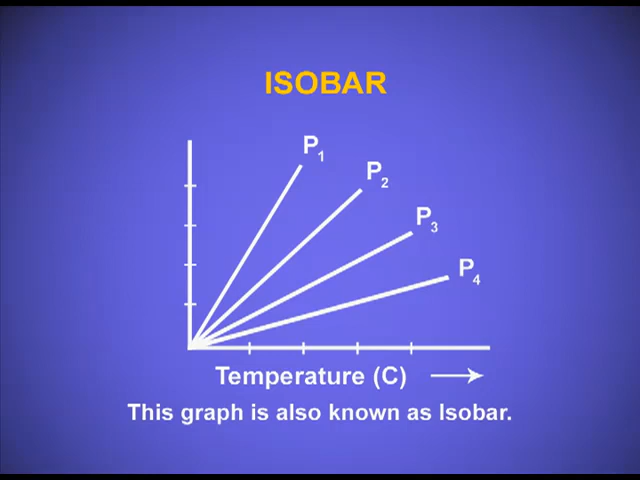 ISOBAR
P1
P2
P3
P4
Temperature (C)
This graph is also known as Isobar.